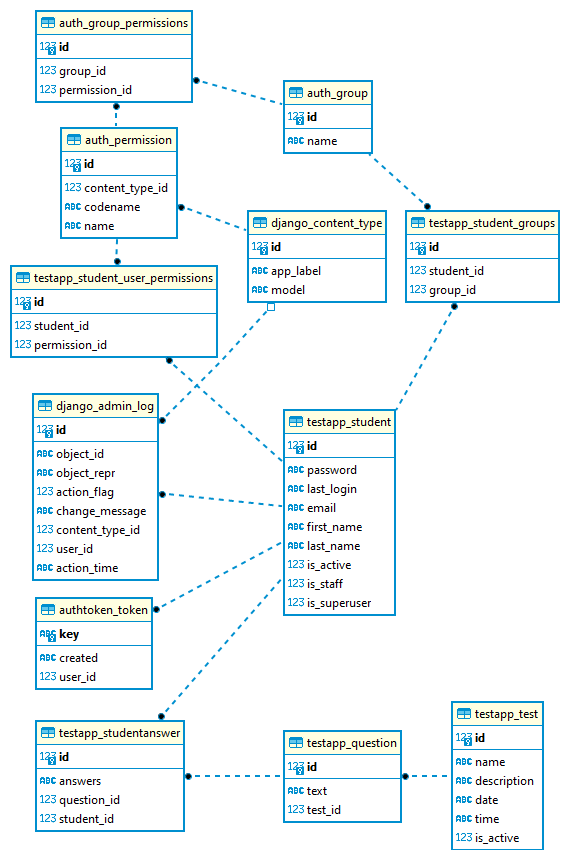 auth_group_permissions
123 id
123 group_id
123 permission_id
auth_group
123 id
ABC name
auth_permission
123 id
123 content_type_id
ABC codename
ABC name
django_content_type
123 id
ABC app_label
ABC model
testapp_student_groups
123 id
123 student_id
123 group_id
testapp_student_user_permissions
123 id
123 student_id
123 permission_id
django_admin_log
123 id
ABC object_id
ABC object_repr
123 action_flag
ABC change_message
123 content_type_id
123 user_id
ABC action_time
testapp_student
123 id
ABC password
ABC last_login
ABC email
ABC first_name
ABC last_name
123 is_active
123 is_staff
123 is_superuser
authtoken_token
ABC key
ABC created
123 user_id
testapp_studentanswer
123 id
ABC answers
123 question_id
123 student_id
testapp_question
123 id
ABC text
123 test_id
testapp_test
123 id
ABC name
ABC description
ABC date
ABC time
123 is_active